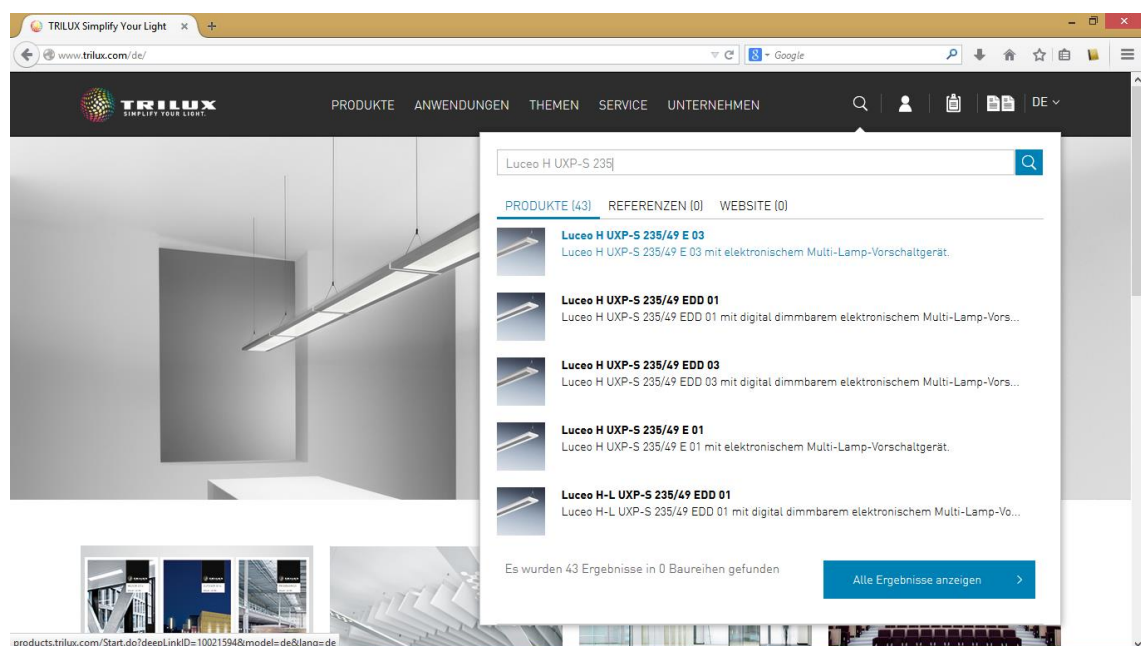 TRILUX Simplify Your Light × +
www.trilux.com/de/
Google
TRILUX
SIMPLIFY YOUR LIGHT.
PRODUKTE ANWENDUNGEN THEMEN SERVICE UNTERNEHMEN DE
Luceo H UXP-S 235
PRODUKTE (43) REFERENZEN (0) WEBSITE (0)
Luceo H UXP-S 235/49 E 03
Luceo H UXP-S 235/49 E 03 mit elektronischem Multi-Lamp-Vorschaltgerät.
Luceo H UXP-S 235/49 EDD 01
Luceo H UXP-S 235/49 EDD 01 mit digital dimmbarem elektronischem Multi-Lamp-Vors...
Luceo H UXP-S 235/49 EDD 03
Luceo H UXP-S 235/49 EDD 03 mit digital dimmbarem elektronischem Multi-Lamp-Vors...
Luceo H UXP-S 235/49 E 01
Luceo H UXP-S 235/49 E 01 mit elektronischem Multi-Lamp-Vorschaltgerät.
Luceo H-L UXP-S 235/49 EDD 01
Luceo H-L UXP-S 235/49 EDD 01 mit digital dimmbarem elektronischem Multi-Lamp-Vo...
Es wurden 43 Ergebnisse in 0 Baureihen gefunden
Alle Ergebnisse anzeigen
products.trilux.com/Start.do?deepLinkID=10021594&model=de&lang=de